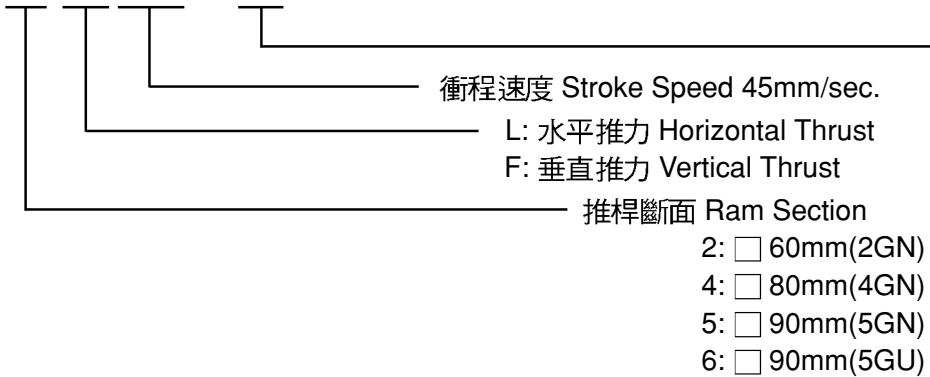 衝程速度 Stroke Speed 45mm/sec.
L: 水平推力 Horizontal Thrust
F: 垂直推力 Vertical Thrust
推桿斷面 Ram Section
2: □ 60mm(2GN)
4: □ 80mm(4GN)
5: □ 90mm(5GN)
6: □ 90mm(5GU)